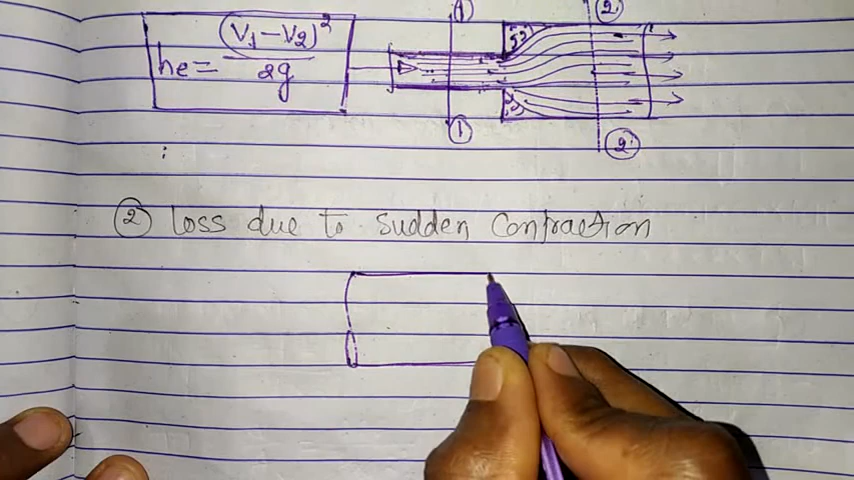 he = (V1 - V2)² / 2g
1 2
1 2
② loss due to Sudden Contraction